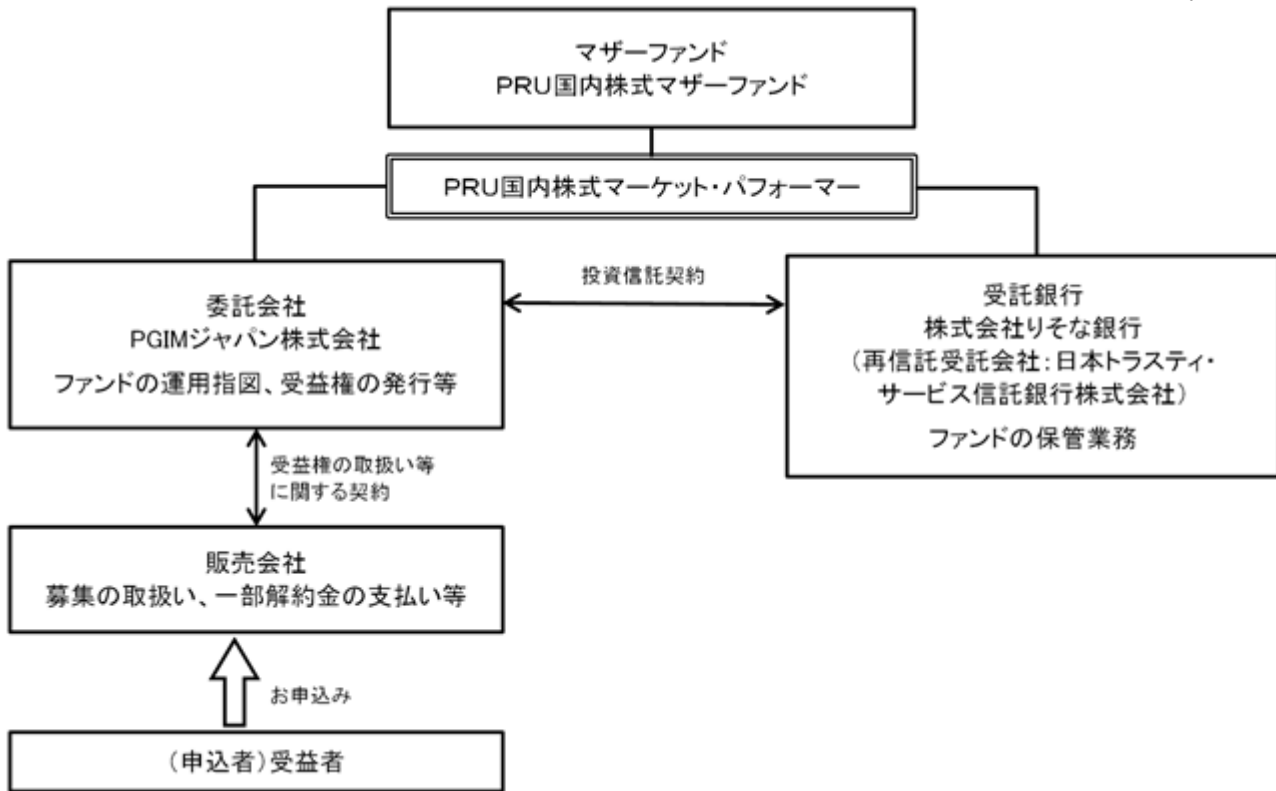 マザーファンド
PRU国内株式マザーファンド
PRU国内株式マーケット・パフォーマー
委託会社
PGIMジャパン株式会社
ファンドの運用指図、受益権の発行等
投資信託契約
受託銀行
株式会社りそな銀行
(再信託受託会社:日本トラスティ・
サービス信託銀行株式会社)
ファンドの保管業務
受益権の取扱い等
に関する契約
販売会社
募集の取扱い、一部解約金の支払い等
お申込み
(申込者)受益者